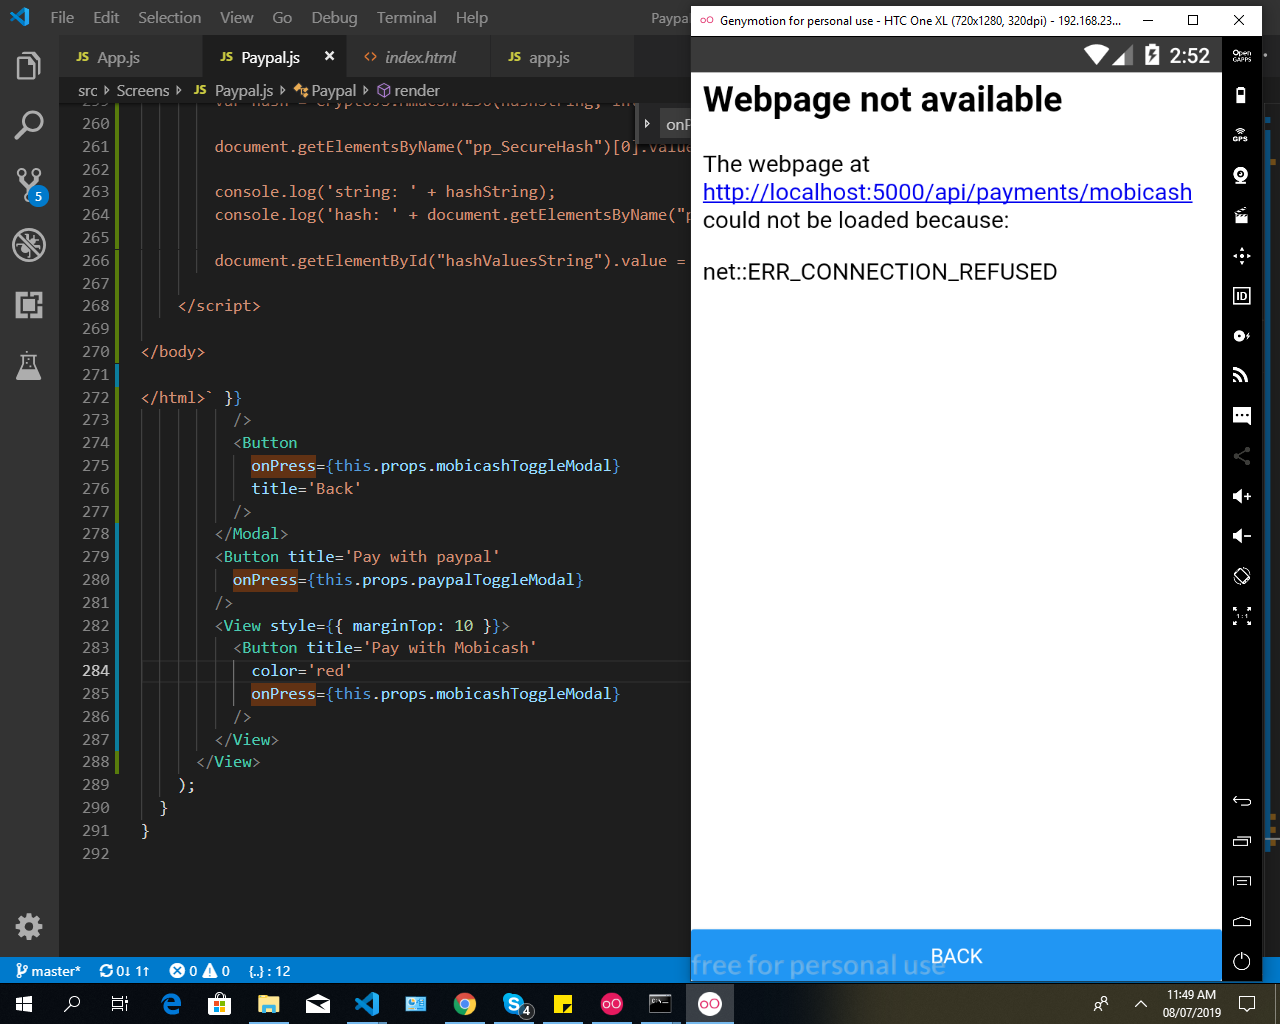 File Edit Selection View Go Debug Terminal Help Paypa
Genymotion for personal use - HTC One XL (720x1280, 320dpi) - 192.168.23...
JS App.js JS Paypal.js × <> index.html JS app.js
src Screens JS Paypal.js Paypal render
onP
260
261 document.getElementsByName("pp_SecureHash")[0].value
262
263 console.log('string: ' + hashString);
264 console.log('hash: ' + document.getElementsByName("p
265
266 document.getElementById("hashValuesString").value =
267
268 </script>
269
270 </body>
271
272 </html>` }}
273 />
274 <Button
275 onPress={this.props.mobicashToggleModal}
276 title='Back'
277 />
278 </Modal>
279 <Button title='Pay with paypal'
280 onPress={this.props.paypalToggleModal}
281 />
282 <View style={{ marginTop: 10 }}>
283 <Button title='Pay with Mobicash'
284 color='red'
285 onPress={this.props.mobicashToggleModal}
286 />
287 </View>
288 </View>
289 );
290 }
291 }
292
5
master* 0↓ 1↑ 0 0 {..} : 12
2:52
Webpage not available
The webpage at
http://localhost:5000/api/payments/mobicash
could not be loaded because:
net::ERR_CONNECTION_REFUSED
BACK
free for personal use
Open
GAPPS
GPS
ID
1:1
4
11:49 AM
08/07/2019